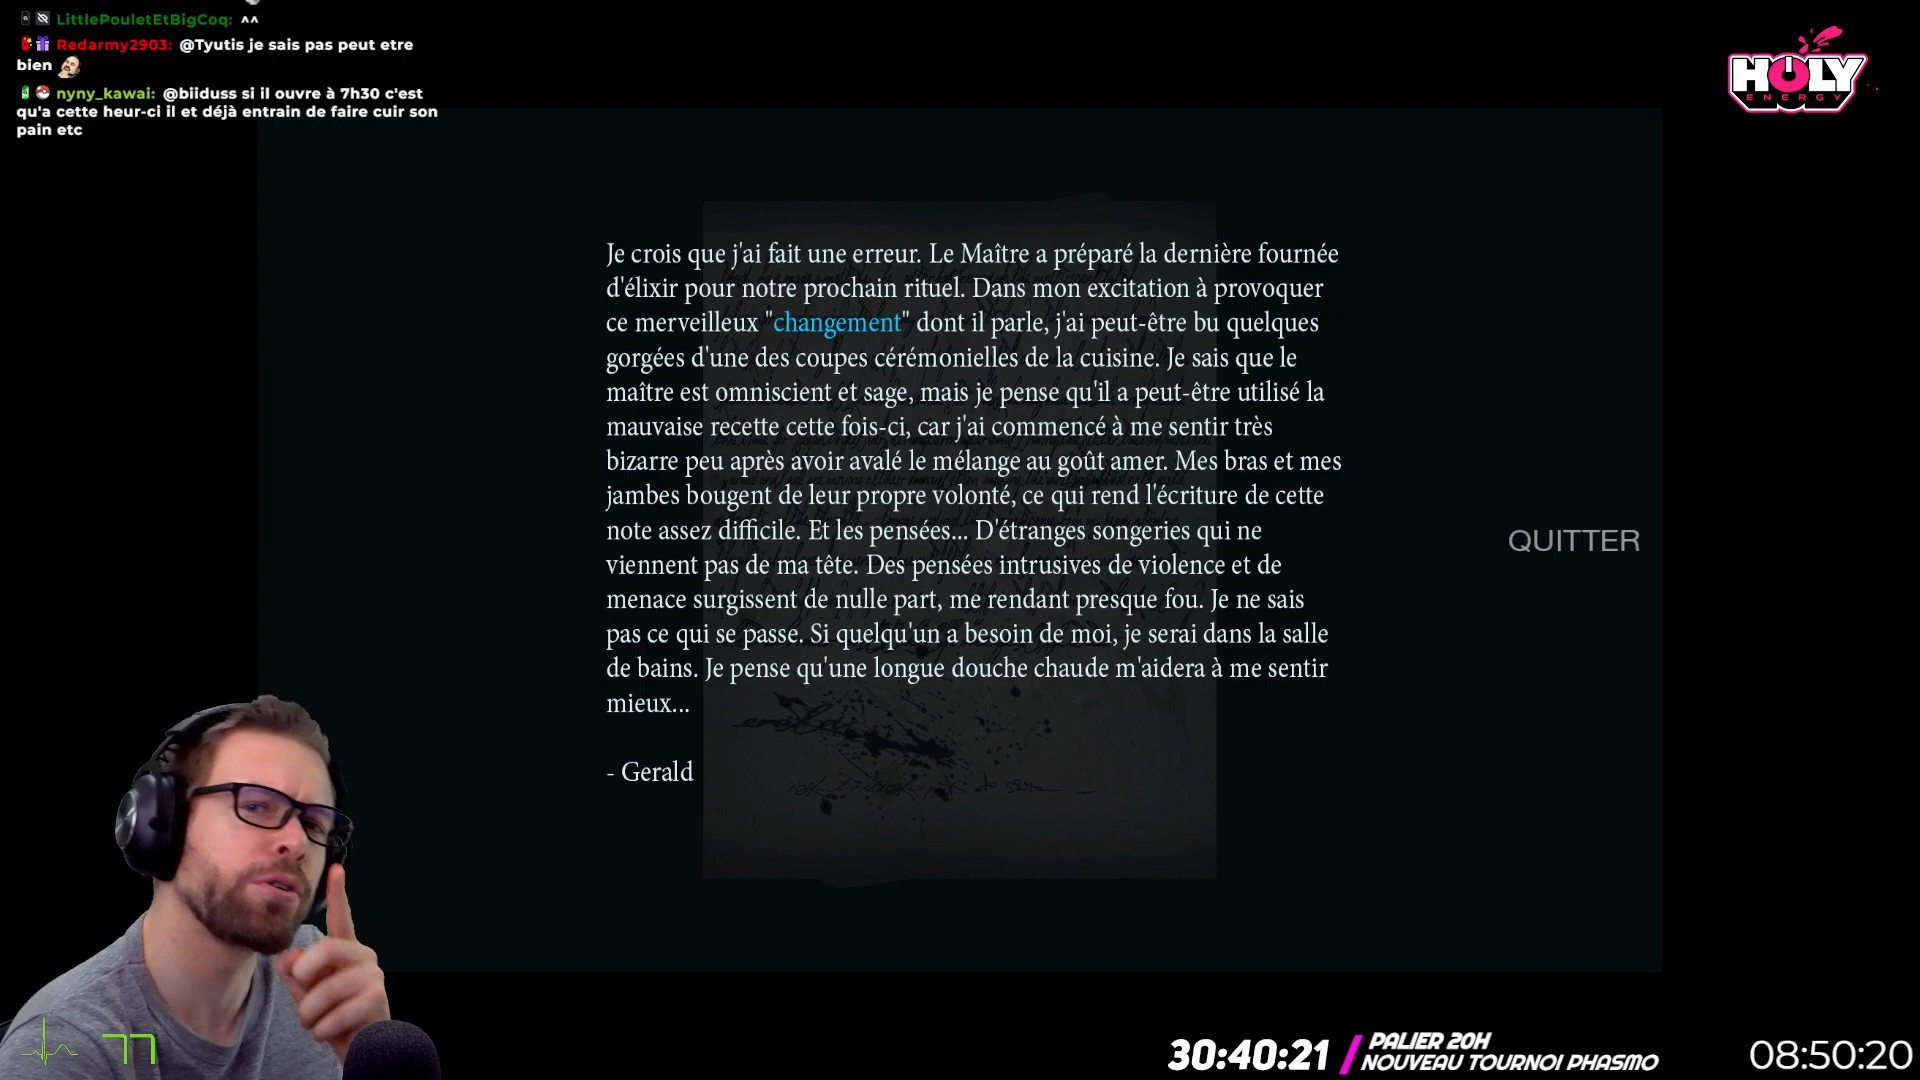 LittlePouletEtBigCoq: ^^
Redarmy2903: @Tyutis je sais pas peut etre
bien
nyny_kawai: @biiduss si il ouvre à 7h30 c'est
qu'a cette heur-ci il et déjà entrain de faire cuir son
pain etc
HOLY
ENERGY
Je crois que j'ai fait une erreur. Le Maître a préparé la dernière fournée
d'élixir pour notre prochain rituel. Dans mon excitation à provoquer
ce merveilleux "changement" dont il parle, j'ai peut-être bu quelques
gorgées d'une des coupes cérémonielles de la cuisine. Je sais que le
maître est omniscient et sage, mais je pense qu'il a peut-être utilisé la
mauvaise recette cette fois-ci, car j'ai commencé à me sentir très
bizarre peu après avoir avalé le mélange au goût amer. Mes bras et mes
jambes bougent de leur propre volonté, ce qui rend l'écriture de cette
note assez difficile. Et les pensées... D'étranges songeries qui ne
viennent pas de ma tête. Des pensées intrusives de violence et de
menace surgissent de nulle part, me rendant presque fou. Je ne sais
pas ce qui se passe. Si quelqu'un a besoin de moi, je serai dans la salle
de bains. Je pense qu'une longue douche chaude m'aidera à me sentir
mieux...
- Gerald
QUITTER
77
30:40:21
PALIER 20H
NOUVEAU TOURNOI PHASMO
08:50:20